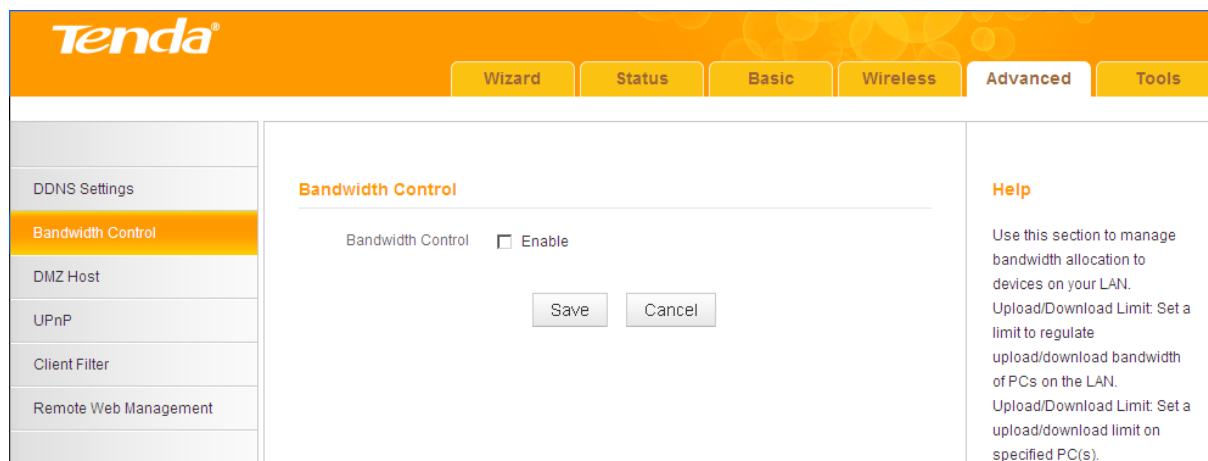 Tenda®
Wizard
Status
Basic
Wireless
Advanced
Tools
DDNS Settings
Bandwidth Control
DMZ Host
UPnP
Client Filter
Remote Web Management
Bandwidth Control
Bandwidth Control Enable
Save Cancel
Help
Use this section to manage
bandwidth allocation to
devices on your LAN.
Upload/Download Limit: Set a
limit to regulate
upload/download bandwidth
of PCs on the LAN.
Upload/Download Limit: Set a
upload/download limit on
specified PC(s).